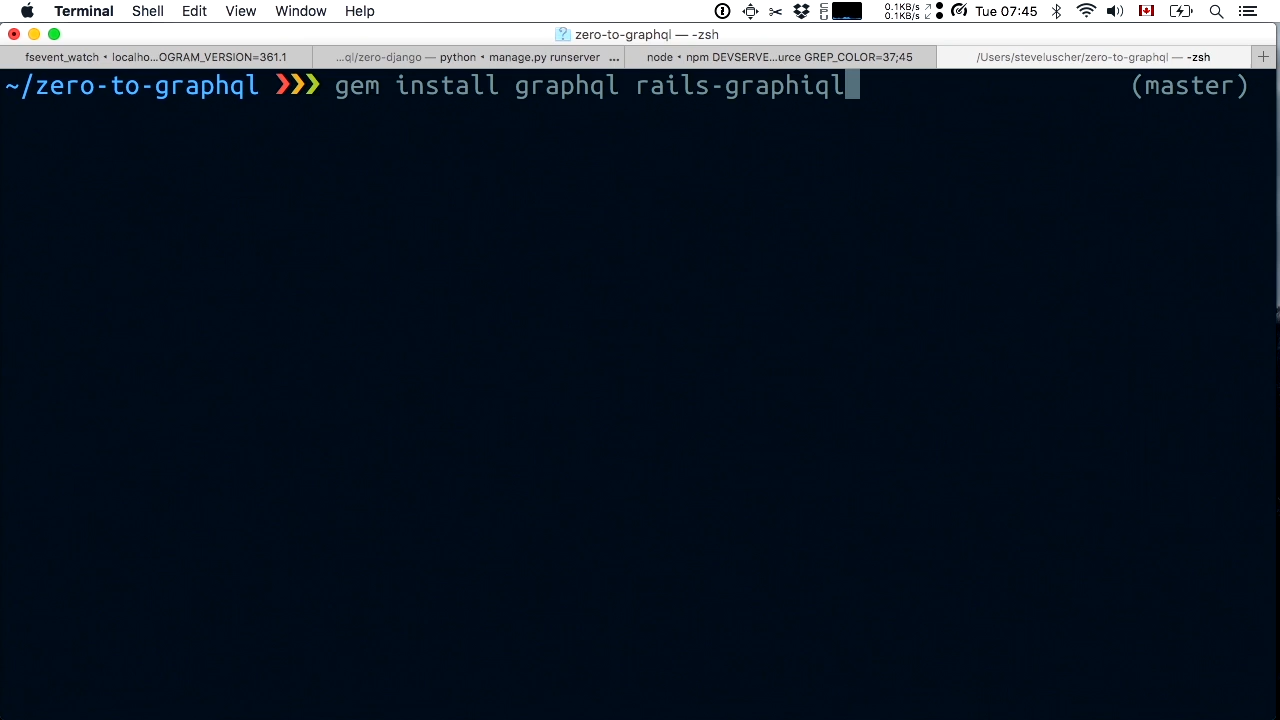 Terminal Shell Edit View Window Help 0.1KB/s 0.1KB/s Tue 07:45
zero-to-graphql — -zsh
fsevent_watch ‹ localho...OGRAM_VERSION=361.1 ...ql/zero-django — python ‹ manage.py runserver ... node ‹ npm DEVSERVE...urce GREP_COLOR=37;45 /Users/steveluscher/zero-to-graphql — -zsh +
~/zero-to-graphql ❯❯❯ gem install graphql rails-graphiql (master)